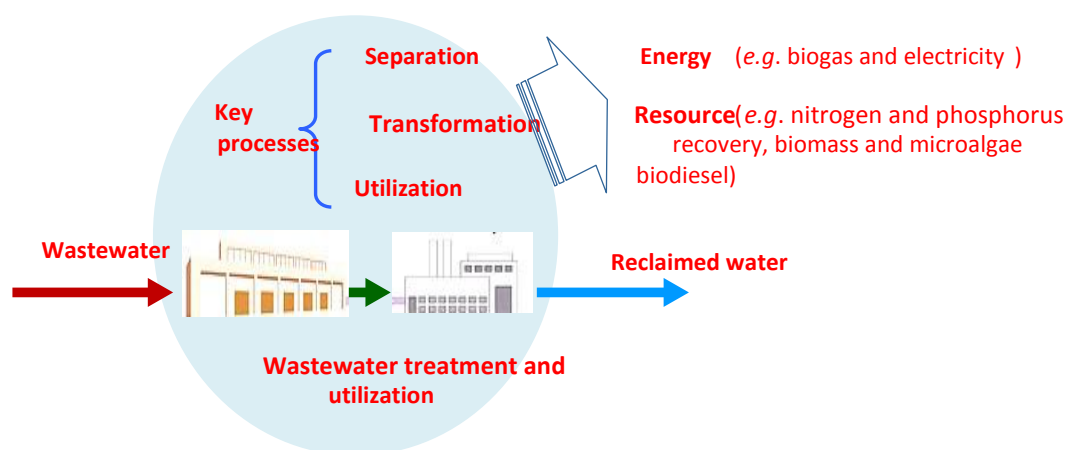 Separation
Energy (e.g. biogas and electricity )
Key
processes
Transformation
Resource(e.g. nitrogen and phosphorus
recovery, biomass and microalgae
biodiesel)
Utilization
Wastewater
Reclaimed water
Wastewater treatment and
utilization